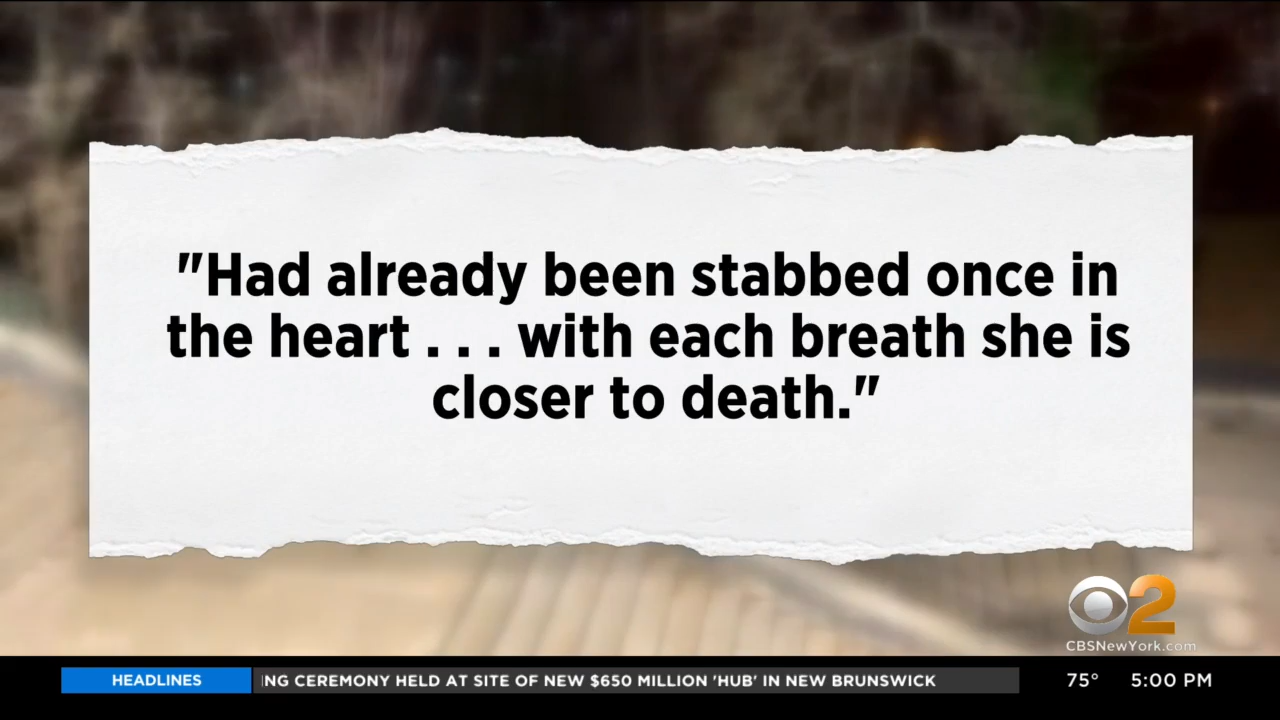 "Had already been stabbed once in
the heart . . . with each breath she is
closer to death."
2
CBSNewYork.com
HEADLINES
NG CEREMONY HELD AT SITE OF NEW $650 MILLION 'HUB' IN NEW BRUNSWICK
75° 5:00 PM